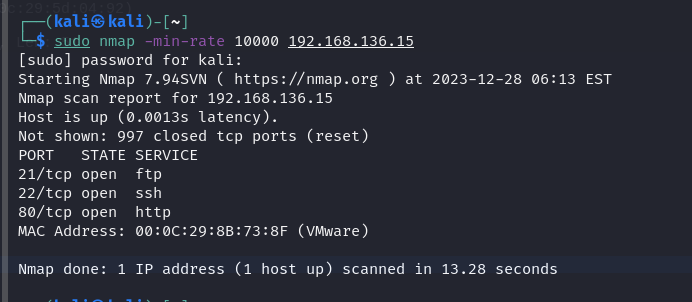 ┌──(kali㉿kali)-[~]
└─$ sudo nmap -min-rate 10000 192.168.136.15
[sudo] password for kali:
Starting Nmap 7.94SVN ( https://nmap.org ) at 2023-12-28 06:13 EST
Nmap scan report for 192.168.136.15
Host is up (0.0013s latency).
Not shown: 997 closed tcp ports (reset)
PORT   STATE SERVICE
21/tcp open  ftp
22/tcp open  ssh
80/tcp open  http
MAC Address: 00:0C:29:8B:73:8F (VMware)
Nmap done: 1 IP address (1 host up) scanned in 13.28 seconds